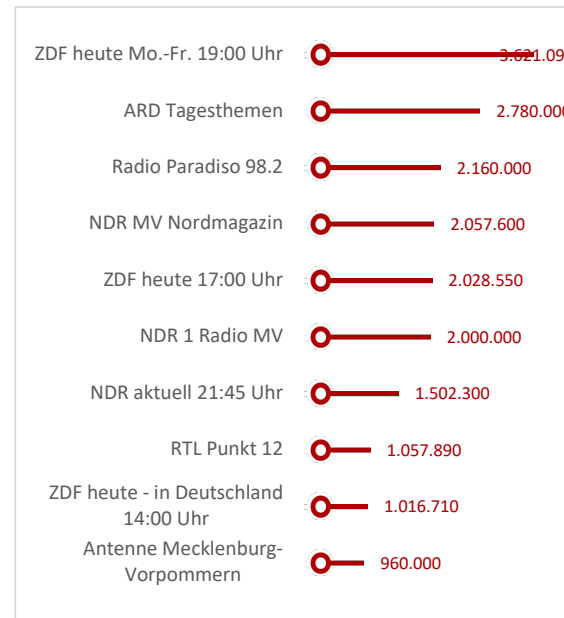 ZDF heute Mo.-Fr. 19:00 Uhr 3.621.09
ARD Tagesthemen 2.780.000
Radio Paradiso 98.2 2.160.000
NDR MV Nordmagazin 2.057.600
ZDF heute 17:00 Uhr 2.028.550
NDR 1 Radio MV 2.000.000
NDR aktuell 21:45 Uhr 1.502.300
RTL Punkt 12 1.057.890
ZDF heute - in Deutschland
14:00 Uhr 1.016.710
Antenne Mecklenburg-
Vorpommern 960.000